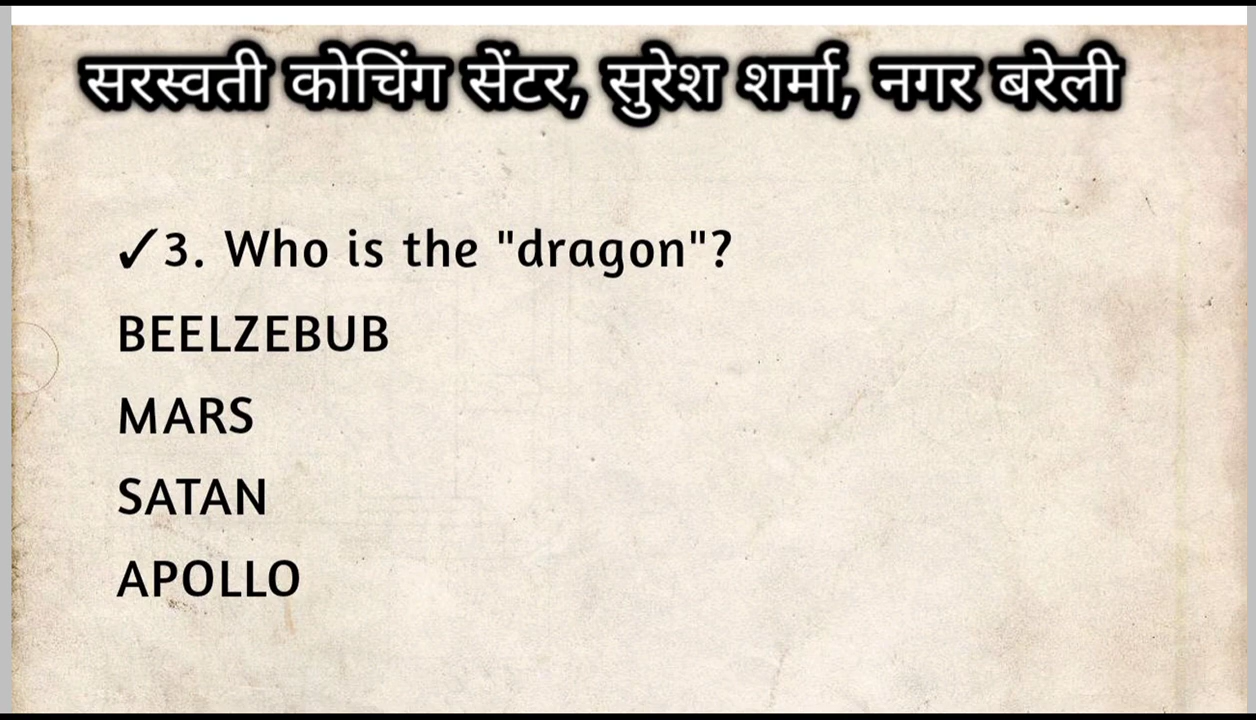 सरस्वती कोचिंग सेंटर, सुरेश शर्मा, नगर बरेली
✓3. Who is the "dragon"?
BEELZEBUB
MARS
SATAN
APOLLO